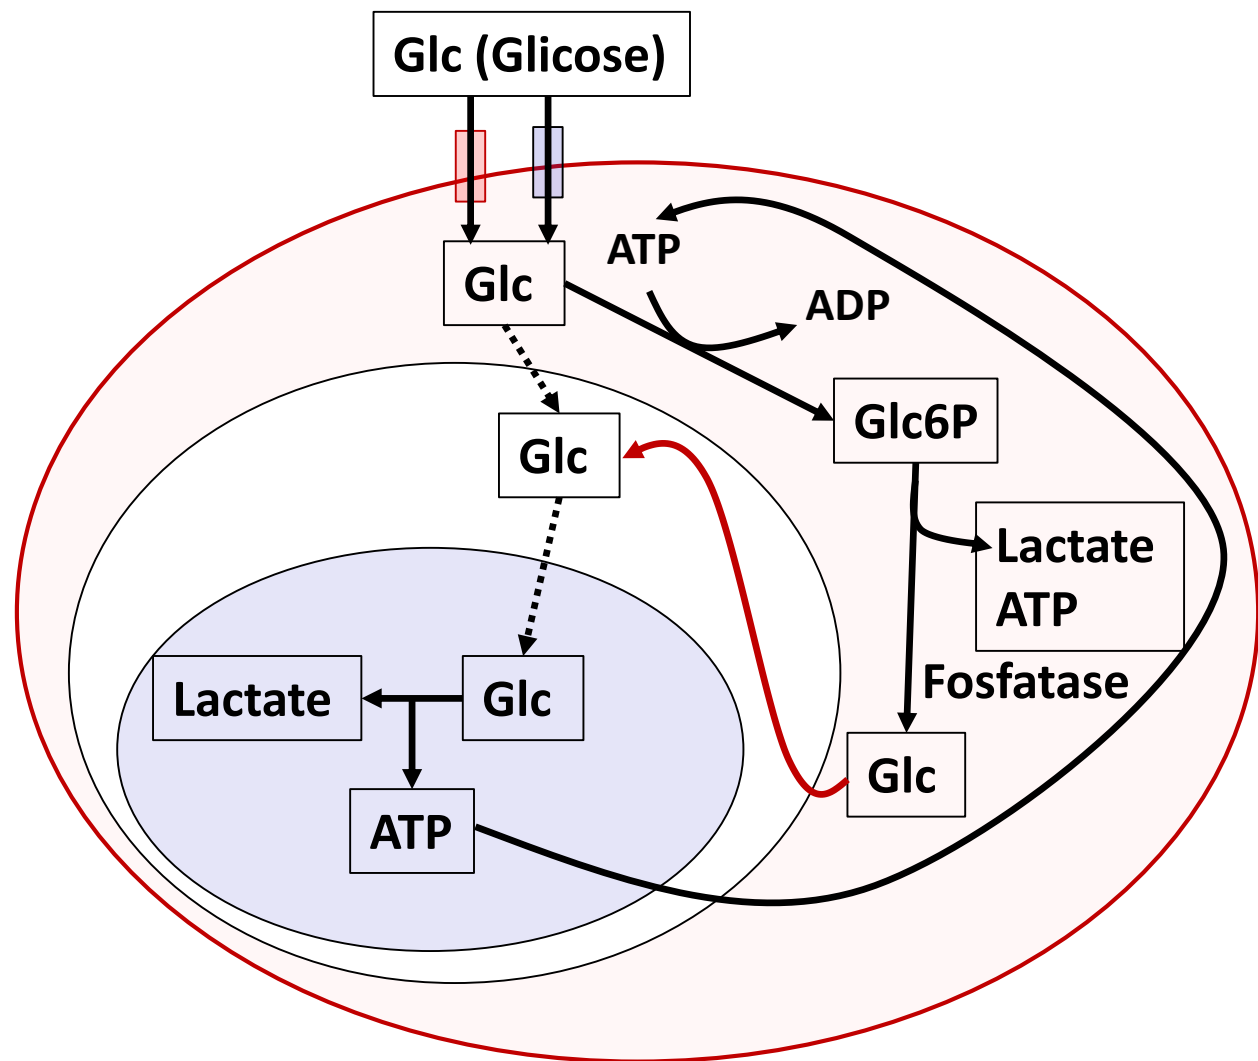 Glc (Glicose)
Glc
ATP
ADP
Glc6P
Glc
Lactate
ATP
Fosfatase
Lactate
Glc
Glc
ATP